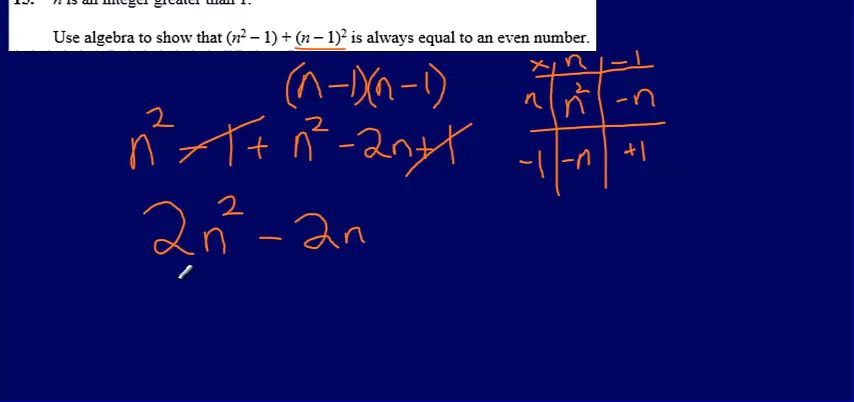 n is an integer greater than 1.
Use algebra to show that (n² – 1) + (n – 1)² is always equal to an even number.
(n – 1)(n – 1)
n² – 1 + n² – 2n + 1
2n² – 2n
× n –1
n n² –n
–1 –n +1